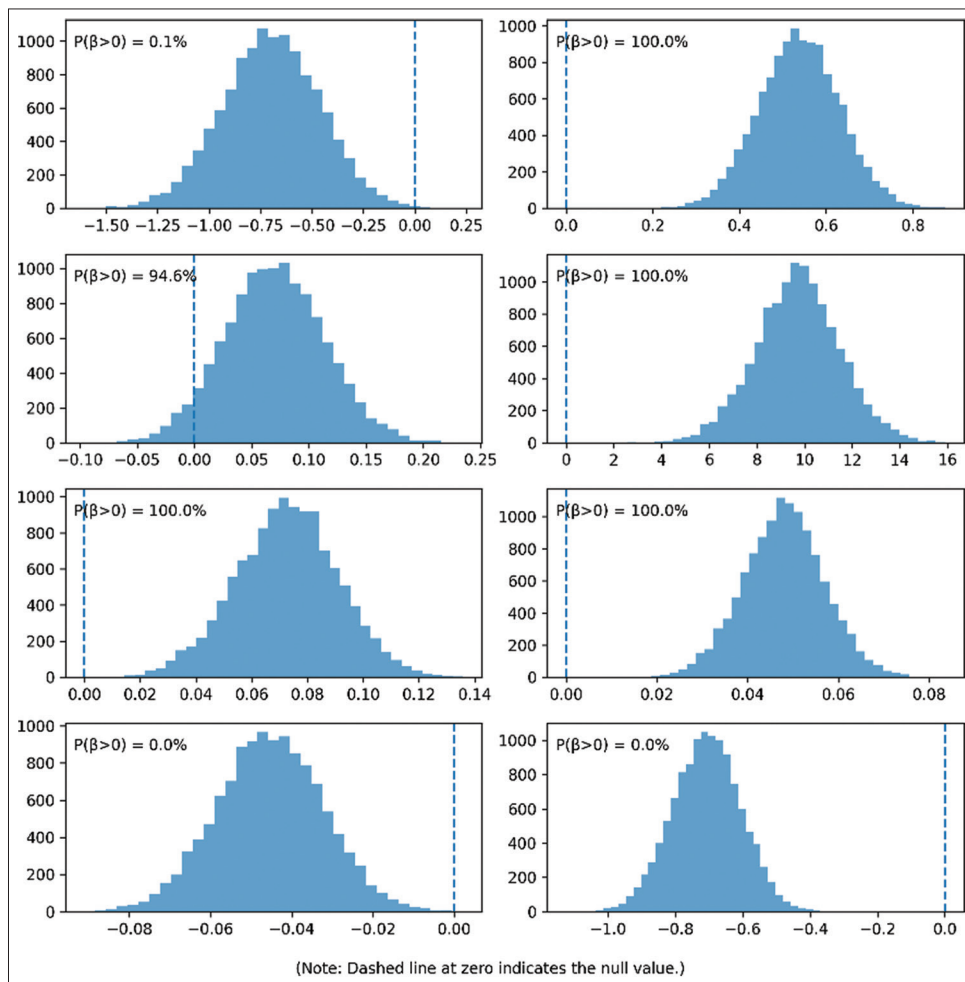 P(β>0) = 0.1%
1000
800
600
400
200
0
−1.50 −1.25 −1.00 −0.75 −0.50 −0.25 0.00 0.25
P(β>0) = 100.0%
1000
800
600
400
200
0
0.0 0.2 0.4 0.6 0.8
P(β>0) = 94.6%
1000
800
600
400
200
0
−0.10 −0.05 0.00 0.05 0.10 0.15 0.20 0.25
P(β>0) = 100.0%
1000
800
600
400
200
0
0 2 4 6 8 10 12 14 16
P(β>0) = 100.0%
1000
800
600
400
200
0
0.00 0.02 0.04 0.06 0.08 0.10 0.12 0.14
P(β>0) = 100.0%
1000
800
600
400
200
0
0.00 0.02 0.04 0.06 0.08
P(β>0) = 0.0%
1000
800
600
400
200
0
−0.08 −0.06 −0.04 −0.02 0.00
P(β>0) = 0.0%
1000
800
600
400
200
0
−1.0 −0.8 −0.6 −0.4 −0.2 0.0
(Note: Dashed line at zero indicates the null value.)